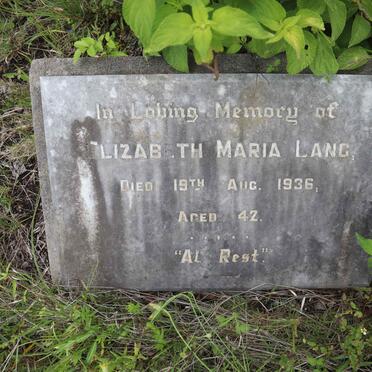 In Loving Memory of
ELIZABETH MARIA LANG,
DIED 19TH AUG. 1936,
AGED 42.
"At Rest"